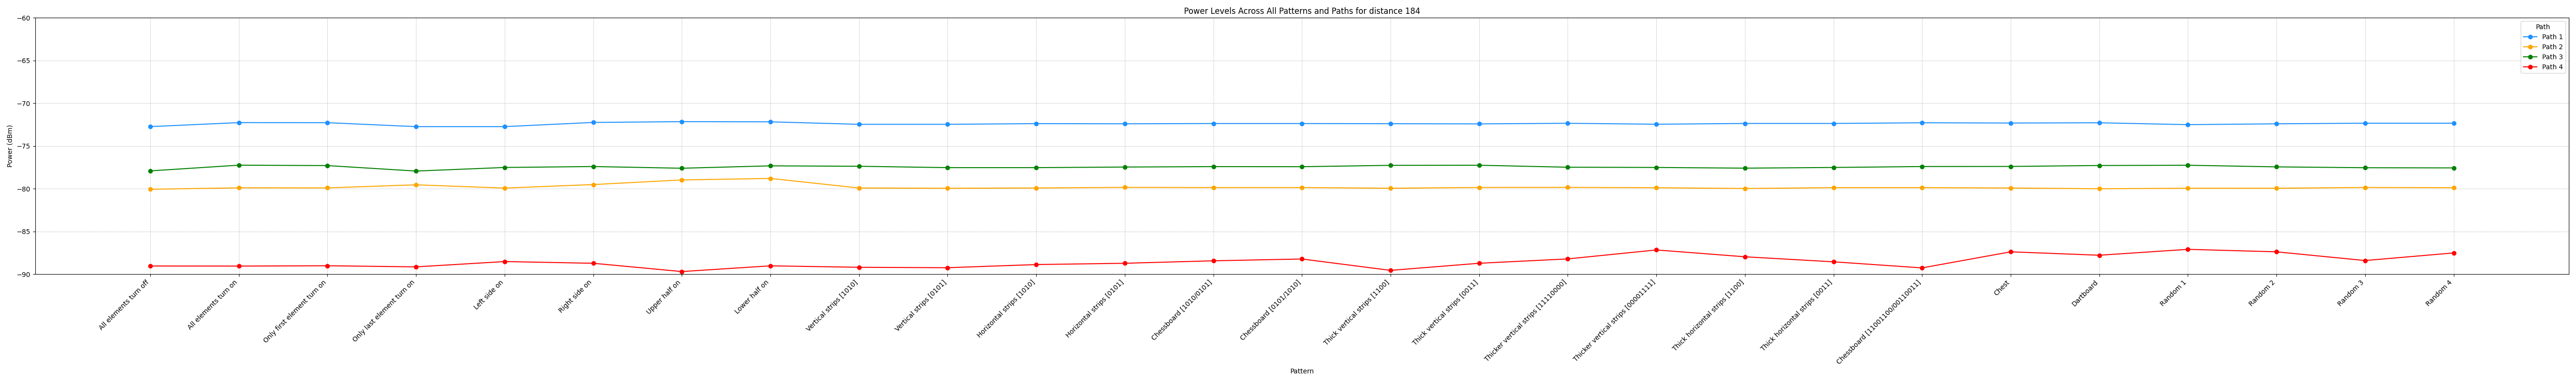 Power Levels Across All Patterns and Paths for distance 184
Path
Path 1
Path 2
Path 3
Path 4
Power (dBm)
−60
−65
−70
−75
−80
−85
−90
All elements turn off
All elements turn on
Only first element turn on
Only last element turn on
Left side on
Right side on
Upper half on
Lower half on
Vertical strips [1010]
Vertical strips [0101]
Horizontal strips [1010]
Horizontal strips [0101]
Chessboard [1010/0101]
Chessboard [0101/1010]
Thick vertical strips [1100]
Thick vertical strips [0011]
Thicker vertical strips [11110000]
Thicker vertical strips [00001111]
Thick horizontal strips [1100]
Thick horizontal strips [0011]
Chessboard [11001100/00110011]
Chest
Dartboard
Random 1
Random 2
Random 3
Random 4
Pattern